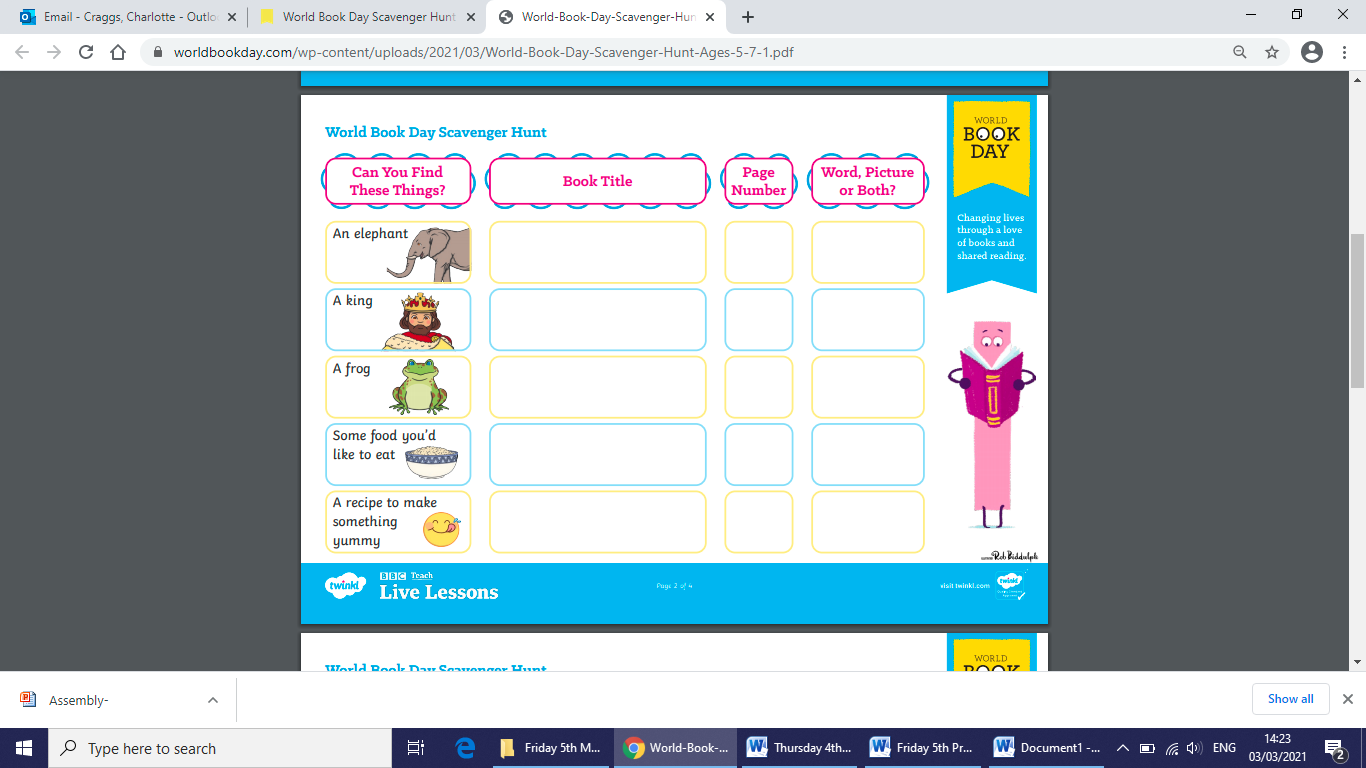 Email - Craggs, Charlotte - Outlo
World Book Day Scavenger Hunt
World-Book-Day-Scavenger-Hun
worldbookday.com/wp-content/uploads/2021/03/World-Book-Day-Scavenger-Hunt-Ages-5-7-1.pdf
World Book Day Scavenger Hunt
Can You Find
These Things?
Book Title
Page
Number
Word, Picture
or Both?
An elephant
A king
A frog
Some food you'd
like to eat
A recipe to make
something
yummy
WORLD
BOOK
DAY
Changing lives
through a love
of books and
shared reading.
Rob Biddulph
twinkl
BBC Teach
Live Lessons
Page 2 of 4
visit twinkl.com
twinkl
World Book Day Scavenger Hunt
WORLD
BOOK
Assembly-
Show all
Type here to search
Friday 5th M...
World-Book-...
Thursday 4th...
Friday 5th Pr...
Document1 -...
ENG
14:23
03/03/2021
2